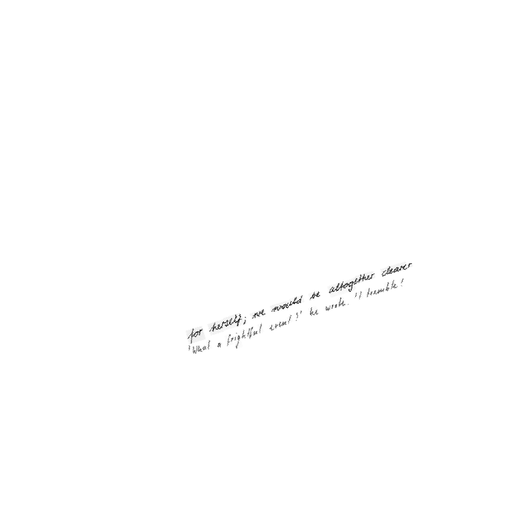 for herself; we would be altogether clearer
'What a frightful event!' he wrote. 'I tremble!